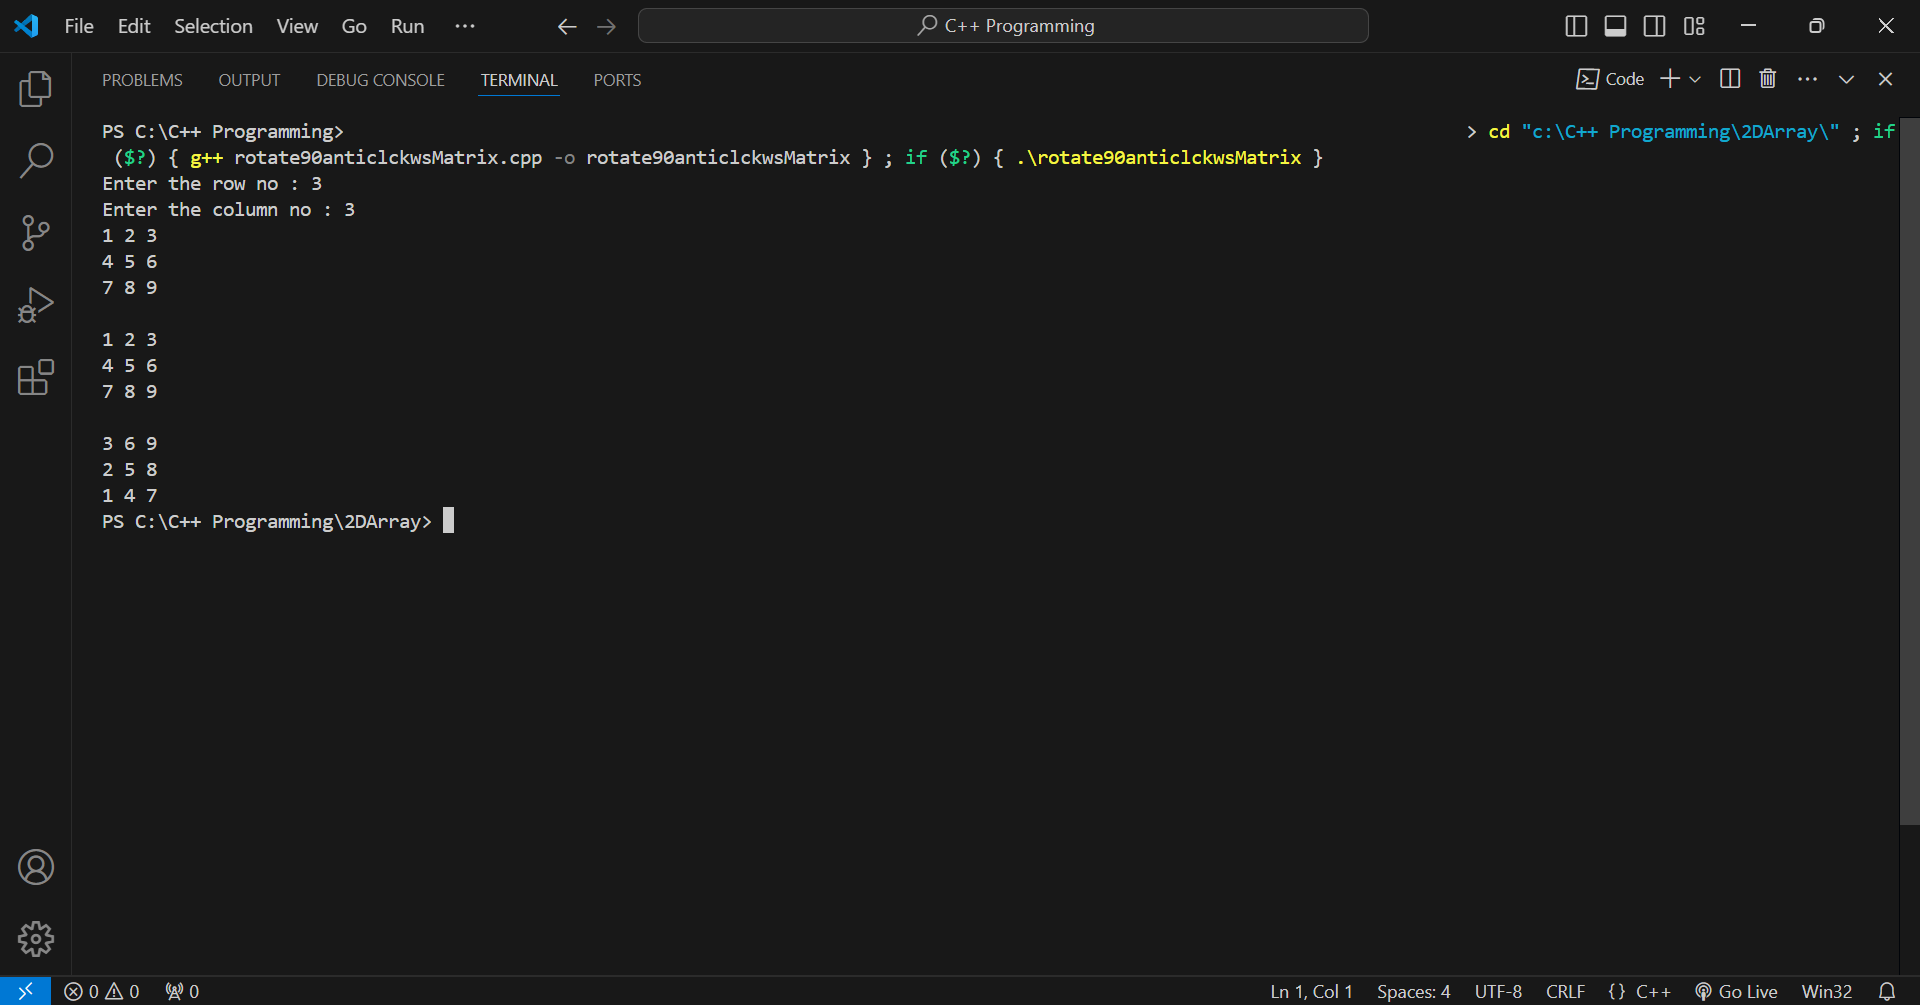 File Edit Selection View Go Run ··· C++ Programming
PROBLEMS OUTPUT DEBUG CONSOLE TERMINAL PORTS Code
PS C:\C++ Programming> > cd "c:\C++ Programming\2DArray\" ; if
($?) { g++ rotate90anticlckwsMatrix.cpp -o rotate90anticlckwsMatrix } ; if ($?) { .\rotate90anticlckwsMatrix }
Enter the row no : 3
Enter the column no : 3
1 2 3
4 5 6
7 8 9
1 2 3
4 5 6
7 8 9
3 6 9
2 5 8
1 4 7
PS C:\C++ Programming\2DArray>
0 0 0 Ln 1, Col 1 Spaces: 4 UTF-8 CRLF {} C++ Go Live Win32